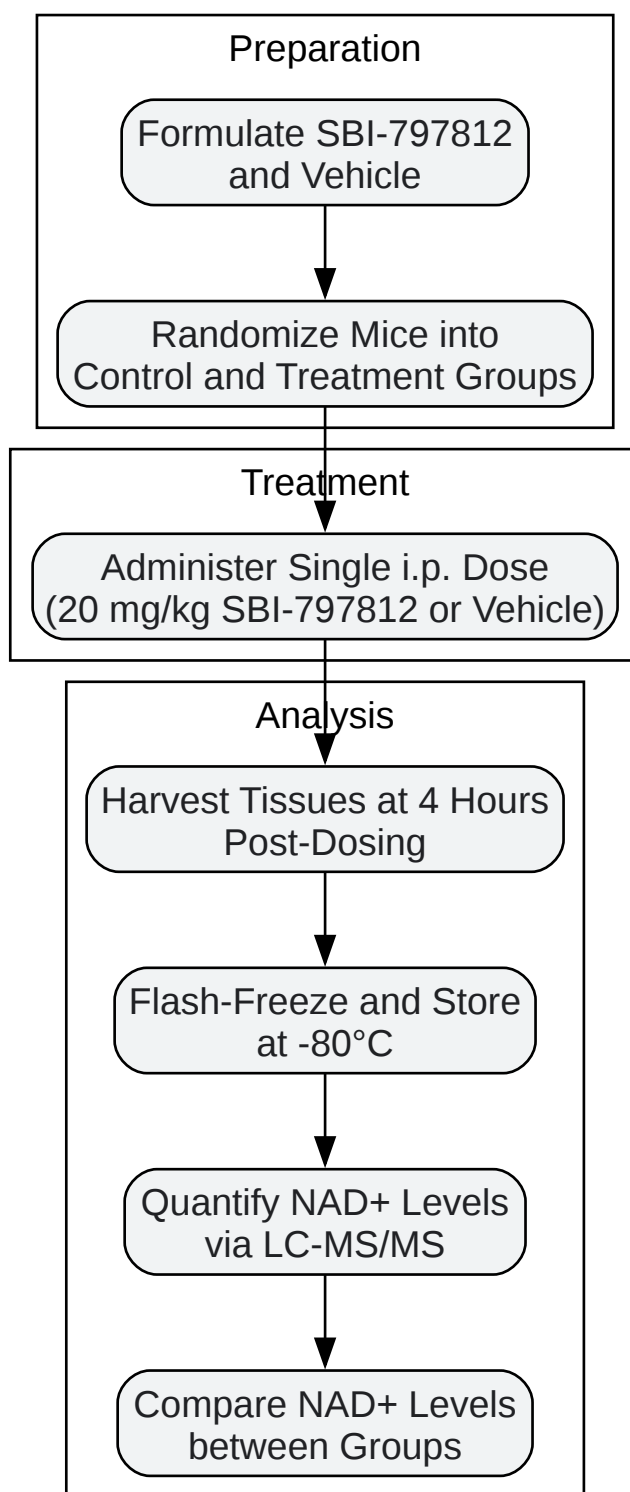 Preparation
Formulate SBI-797812
and Vehicle
Randomize Mice into
Control and Treatment Groups
Treatment
Administer Single i.p. Dose
(20 mg/kg SBI-797812 or Vehicle)
Analysis
Harvest Tissues at 4 Hours
Post-Dosing
Flash-Freeze and Store
at -80°C
Quantify NAD+ Levels
via LC-MS/MS
Compare NAD+ Levels
between Groups